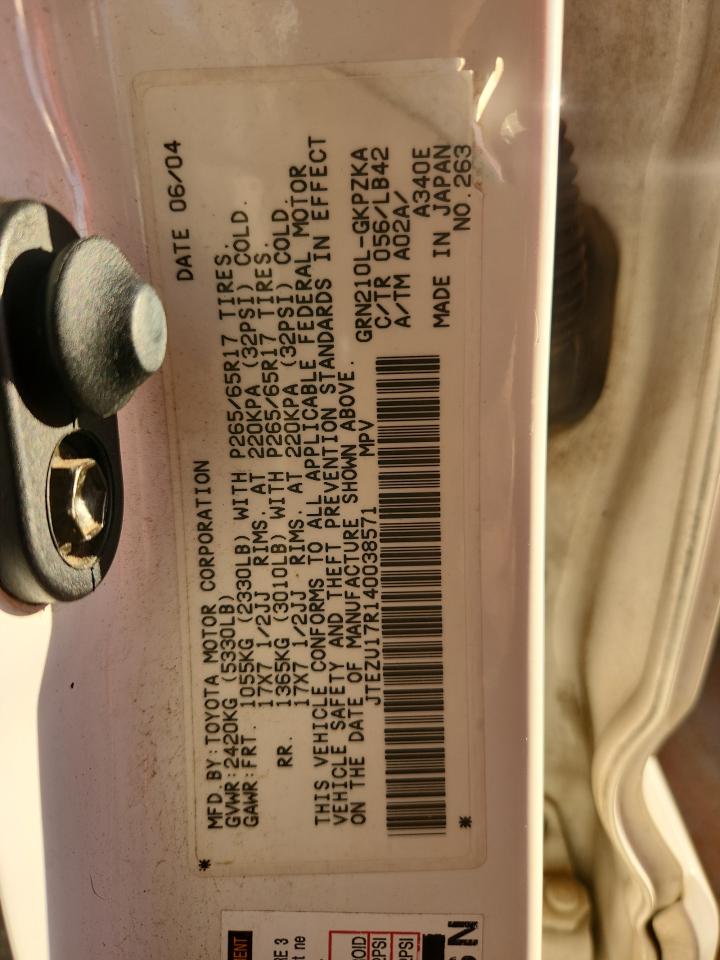 DATE 06/04
MFD. BY: TOYOTA MOTOR CORPORATION
GVWR: 2420KG (5330LB)
GAWR: FRT. 1055KG (2330LB) WITH P265/65R17 TIRES.
17X7 1/2JJ RIMS. AT 220KPA (32PSI) COLD.
RR. 1365KG (3010LB) WITH P265/65R17 TIRES.
17X7 1/2JJ RIMS. AT 220KPA (32PSI) COLD.
THIS VEHICLE CONFORMS TO ALL APPLICABLE FEDERAL MOTOR
VEHICLE SAFETY AND THEFT PREVENTION STANDARDS IN EFFECT
ON THE DATE OF MANUFACTURE SHOWN ABOVE.
JTEZU17R140038571 MPV
GRN210L-GKPZKA
C/TR 056/LB42
A/TM A02A/
A340E
MADE IN JAPAN
NO. 263